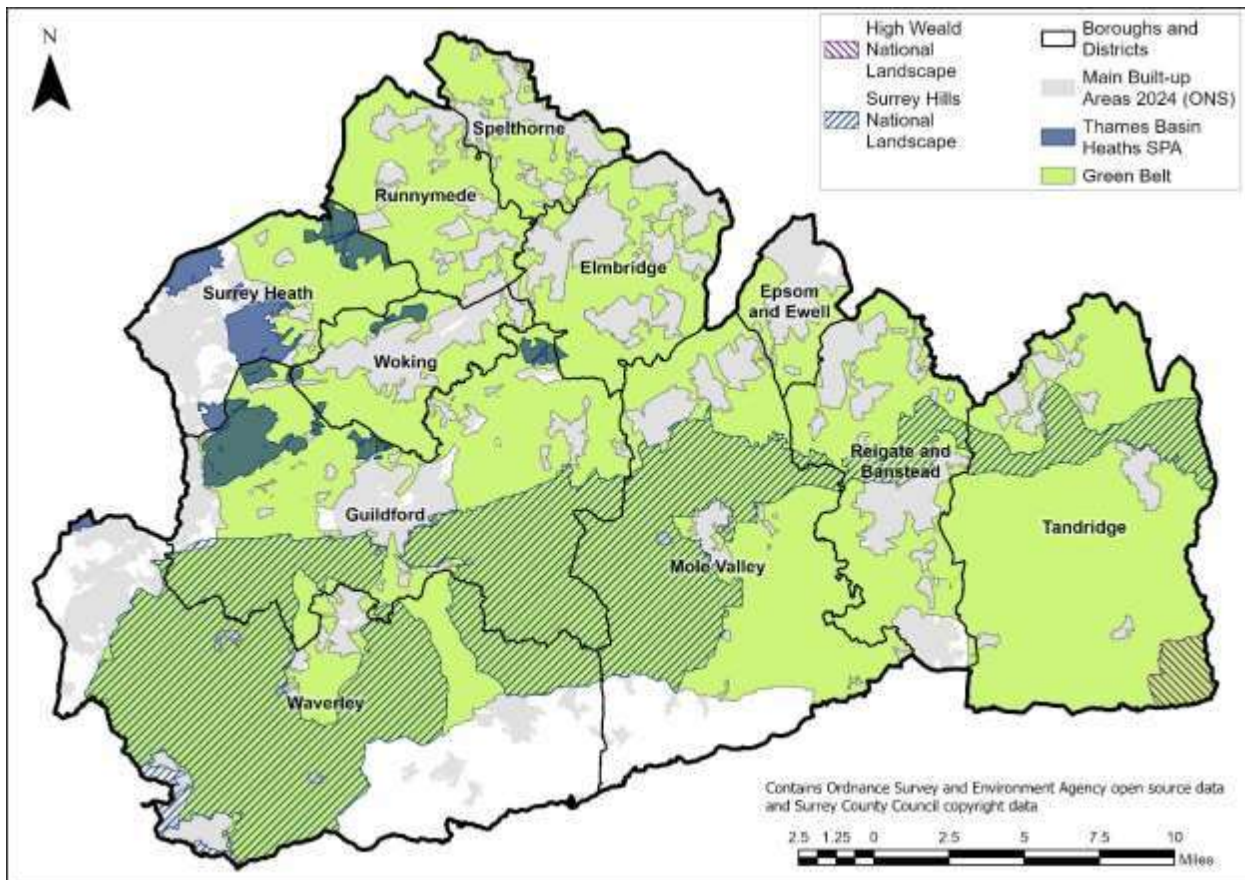 N
High Weald
National
Landscape
Surrey Hills
National
Landscape
Boroughs and
Districts
Main Built-up
Areas 2024 (ONS)
Thames Basin
Heaths SPA
Green Belt
Spelthorne
Runnymede
Elmbridge
Surrey Heath
Epsom
and Ewell
Woking
Reigate and
Banstead
Guildford
Tandridge
Mole Valley
Waverley
Contains Ordnance Survey and Environment Agency open source data
and Surrey County Council copyright data
2.5 1.25 0 2.5 5 7.5 10
Miles